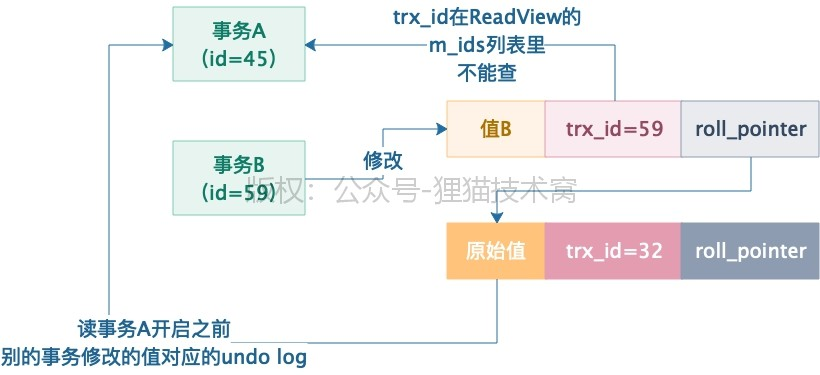 事务A
（id=45）
trx_id在ReadView的
m_ids列表里
不能查
事务B
（id=59）
修改
值B
trx_id=59
roll_pointer
版权：公众号-狸猫技术窝
原始值
trx_id=32
roll_pointer
读事务A开启之前
别的事务修改的值对应的undo log